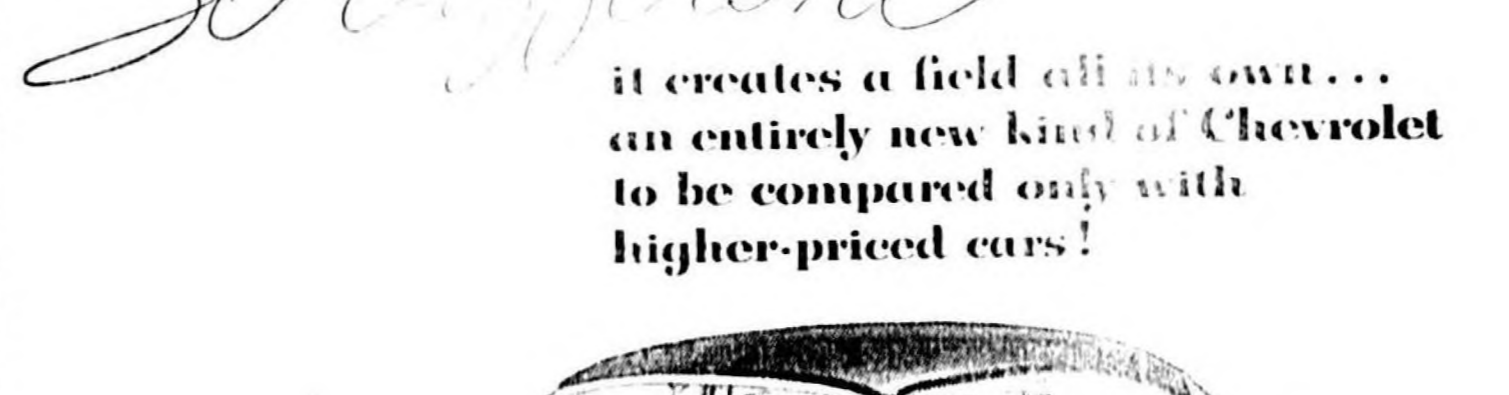 it creates a field all its own...
an entirely new kind of Chevrolet
to be compared only with
higher-priced cars!